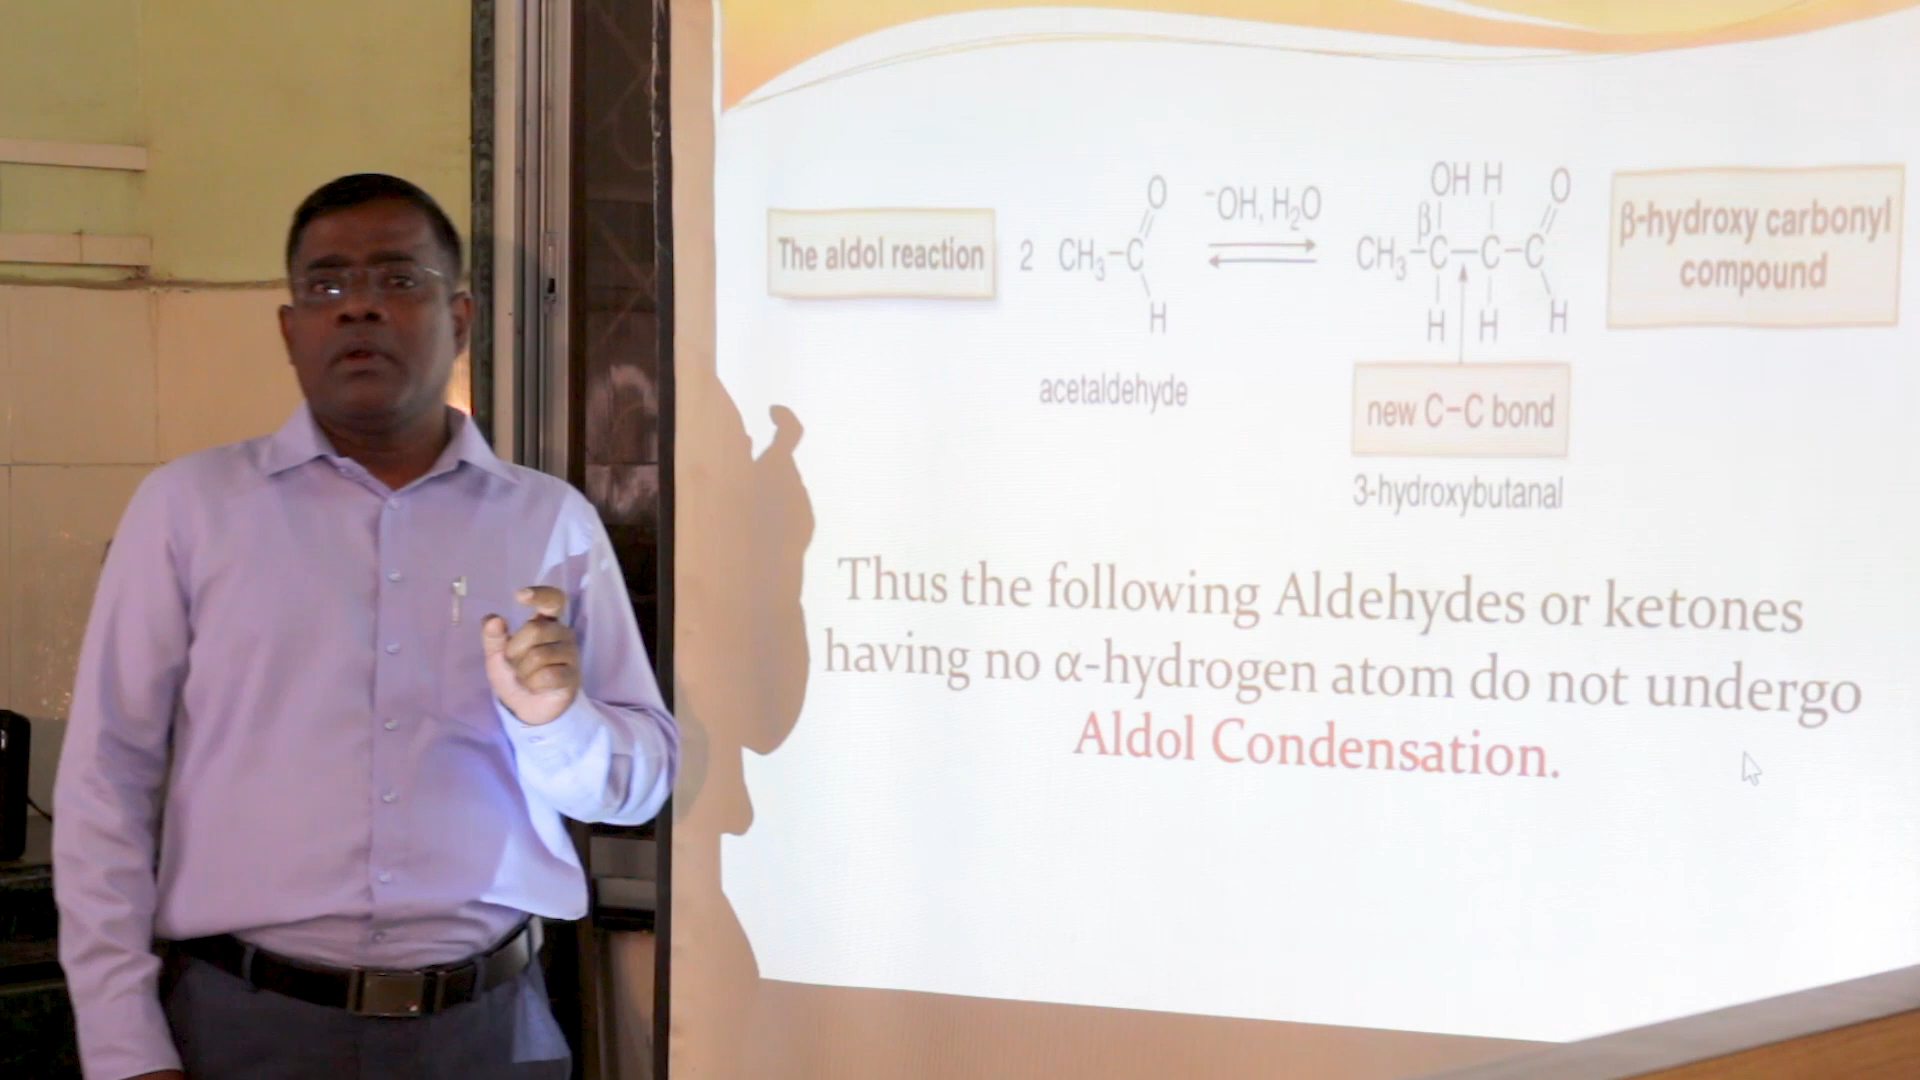 The aldol reaction
2 CH₃-C
O
H
⁻OH, H₂O
OH H O
β
CH₃-C-C-C
H H H
β-hydroxy carbonyl
compound
acetaldehyde
new C-C bond
3-hydroxybutanal
Thus the following Aldehydes or ketones
having no α-hydrogen atom do not undergo
Aldol Condensation.